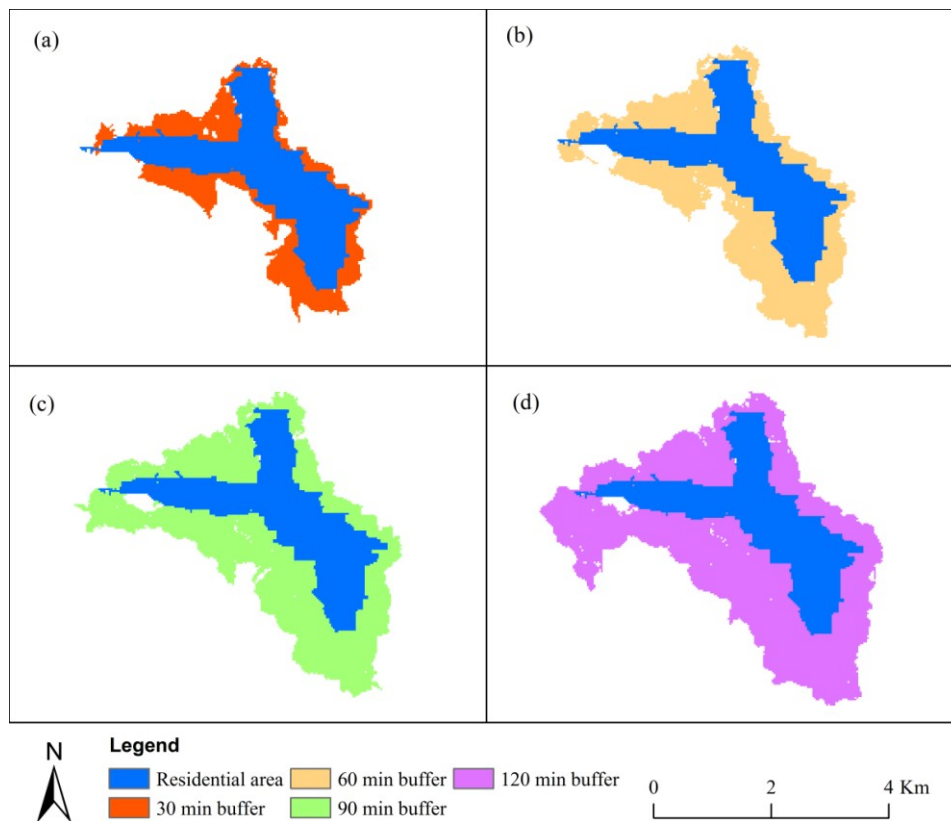 (a)
(b)
(c)
(d)
N
Legend
Residential area
60 min buffer
120 min buffer
30 min buffer
90 min buffer
0
2
4 Km